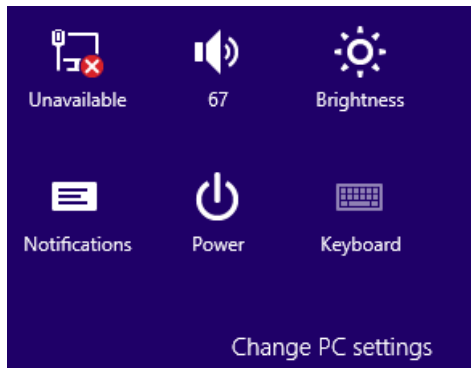 Unavailable 67 Brightness
Notifications Power Keyboard
Change PC settings